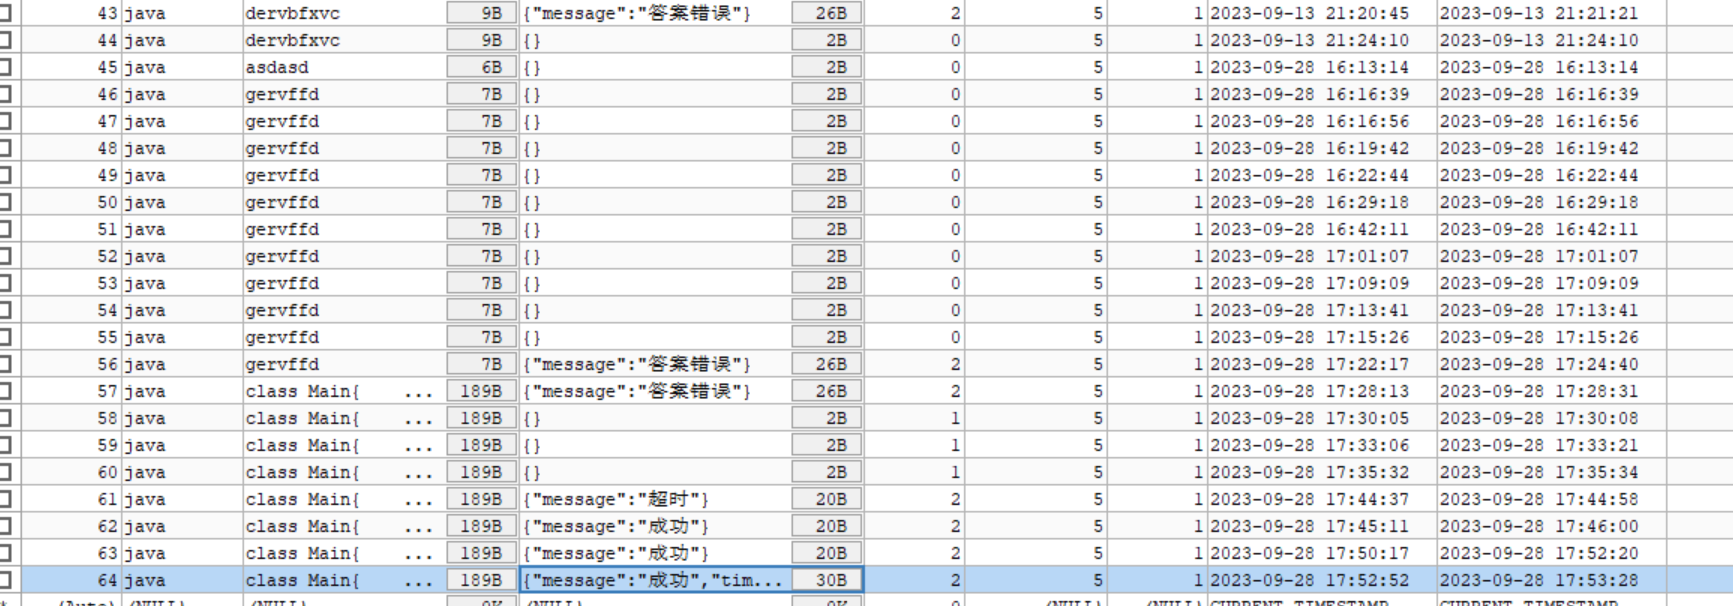 43 java dervbfxvc 9B {"message":"答案错误"} 26B 2 5 1 2023-09-13 21:20:45 2023-09-13 21:21:21
44 java dervbfxvc 9B {} 2B 0 5 1 2023-09-13 21:24:10 2023-09-13 21:24:10
45 java asdasd 6B {} 2B 0 5 1 2023-09-28 16:13:14 2023-09-28 16:13:14
46 java gervffd 7B {} 2B 0 5 1 2023-09-28 16:16:39 2023-09-28 16:16:39
47 java gervffd 7B {} 2B 0 5 1 2023-09-28 16:16:56 2023-09-28 16:16:56
48 java gervffd 7B {} 2B 0 5 1 2023-09-28 16:19:42 2023-09-28 16:19:42
49 java gervffd 7B {} 2B 0 5 1 2023-09-28 16:22:44 2023-09-28 16:22:44
50 java gervffd 7B {} 2B 0 5 1 2023-09-28 16:29:18 2023-09-28 16:29:18
51 java gervffd 7B {} 2B 0 5 1 2023-09-28 16:42:11 2023-09-28 16:42:11
52 java gervffd 7B {} 2B 0 5 1 2023-09-28 17:01:07 2023-09-28 17:01:07
53 java gervffd 7B {} 2B 0 5 1 2023-09-28 17:09:09 2023-09-28 17:09:09
54 java gervffd 7B {} 2B 0 5 1 2023-09-28 17:13:41 2023-09-28 17:13:41
55 java gervffd 7B {} 2B 0 5 1 2023-09-28 17:15:26 2023-09-28 17:15:26
56 java gervffd 7B {"message":"答案错误"} 26B 2 5 1 2023-09-28 17:22:17 2023-09-28 17:24:40
57 java class Main{ ... 189B {"message":"答案错误"} 26B 2 5 1 2023-09-28 17:28:13 2023-09-28 17:28:31
58 java class Main{ ... 189B {} 2B 1 5 1 2023-09-28 17:30:05 2023-09-28 17:30:08
59 java class Main{ ... 189B {} 2B 1 5 1 2023-09-28 17:33:06 2023-09-28 17:33:21
60 java class Main{ ... 189B {} 2B 1 5 1 2023-09-28 17:35:32 2023-09-28 17:35:34
61 java class Main{ ... 189B {"message":"超时"} 20B 2 5 1 2023-09-28 17:44:37 2023-09-28 17:44:58
62 java class Main{ ... 189B {"message":"成功"} 20B 2 5 1 2023-09-28 17:45:11 2023-09-28 17:46:00
63 java class Main{ ... 189B {"message":"成功"} 20B 2 5 1 2023-09-28 17:50:17 2023-09-28 17:52:20
64 java class Main{ ... 189B {"message":"成功","tim... 30B 2 5 1 2023-09-28 17:52:52 2023-09-28 17:53:28
(Auto) (NULL) (NULL) 0K (NULL) 0K 0 (NULL) (NULL) CURRENT_TIMESTAMP CURRENT_TIMESTAMP